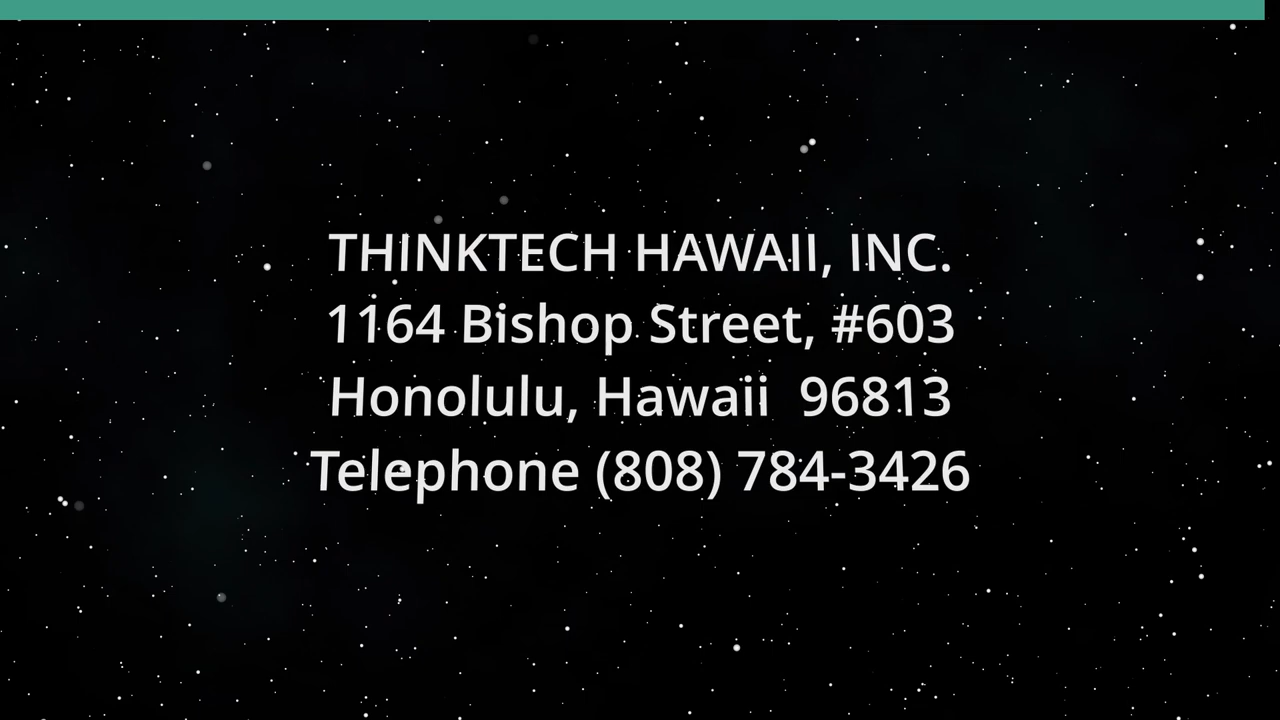 THINKTECH HAWAII, INC.
1164 Bishop Street, #603
Honolulu, Hawaii  96813
Telephone (808) 784-3426